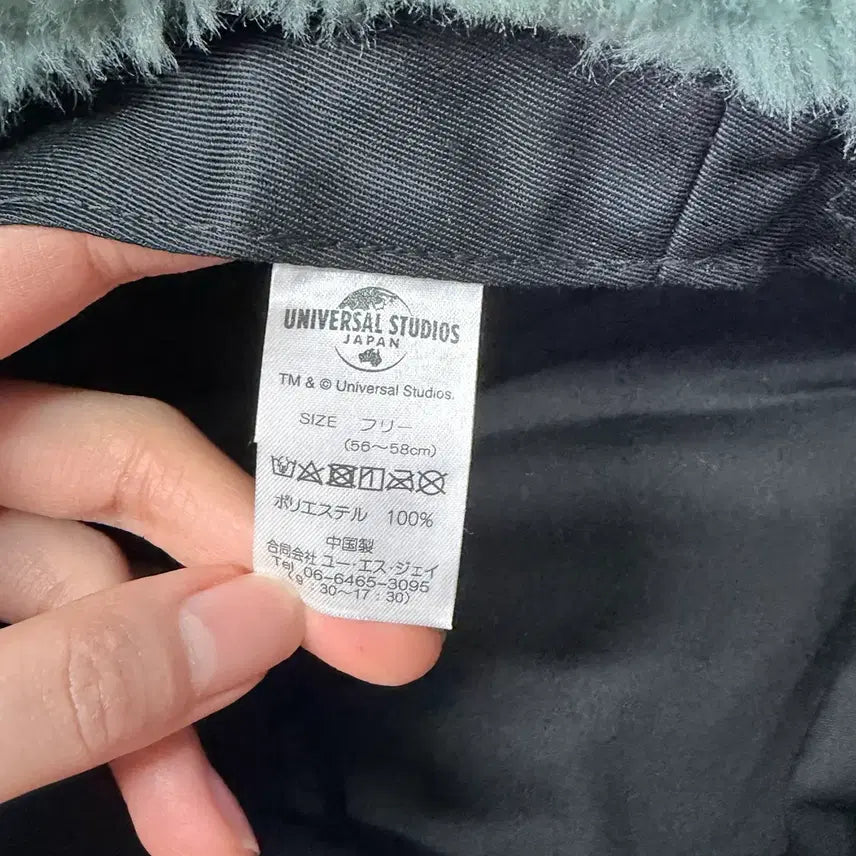 UNIVERSAL STUDIOS
JAPAN
TM & © Universal Studios.
SIZE フリー
(56～58cm)
ポリエステル 100%
中国製
合同会社 ユー・エス・ジェイ
Tel 06-6465-3095
(9:30～17:30)